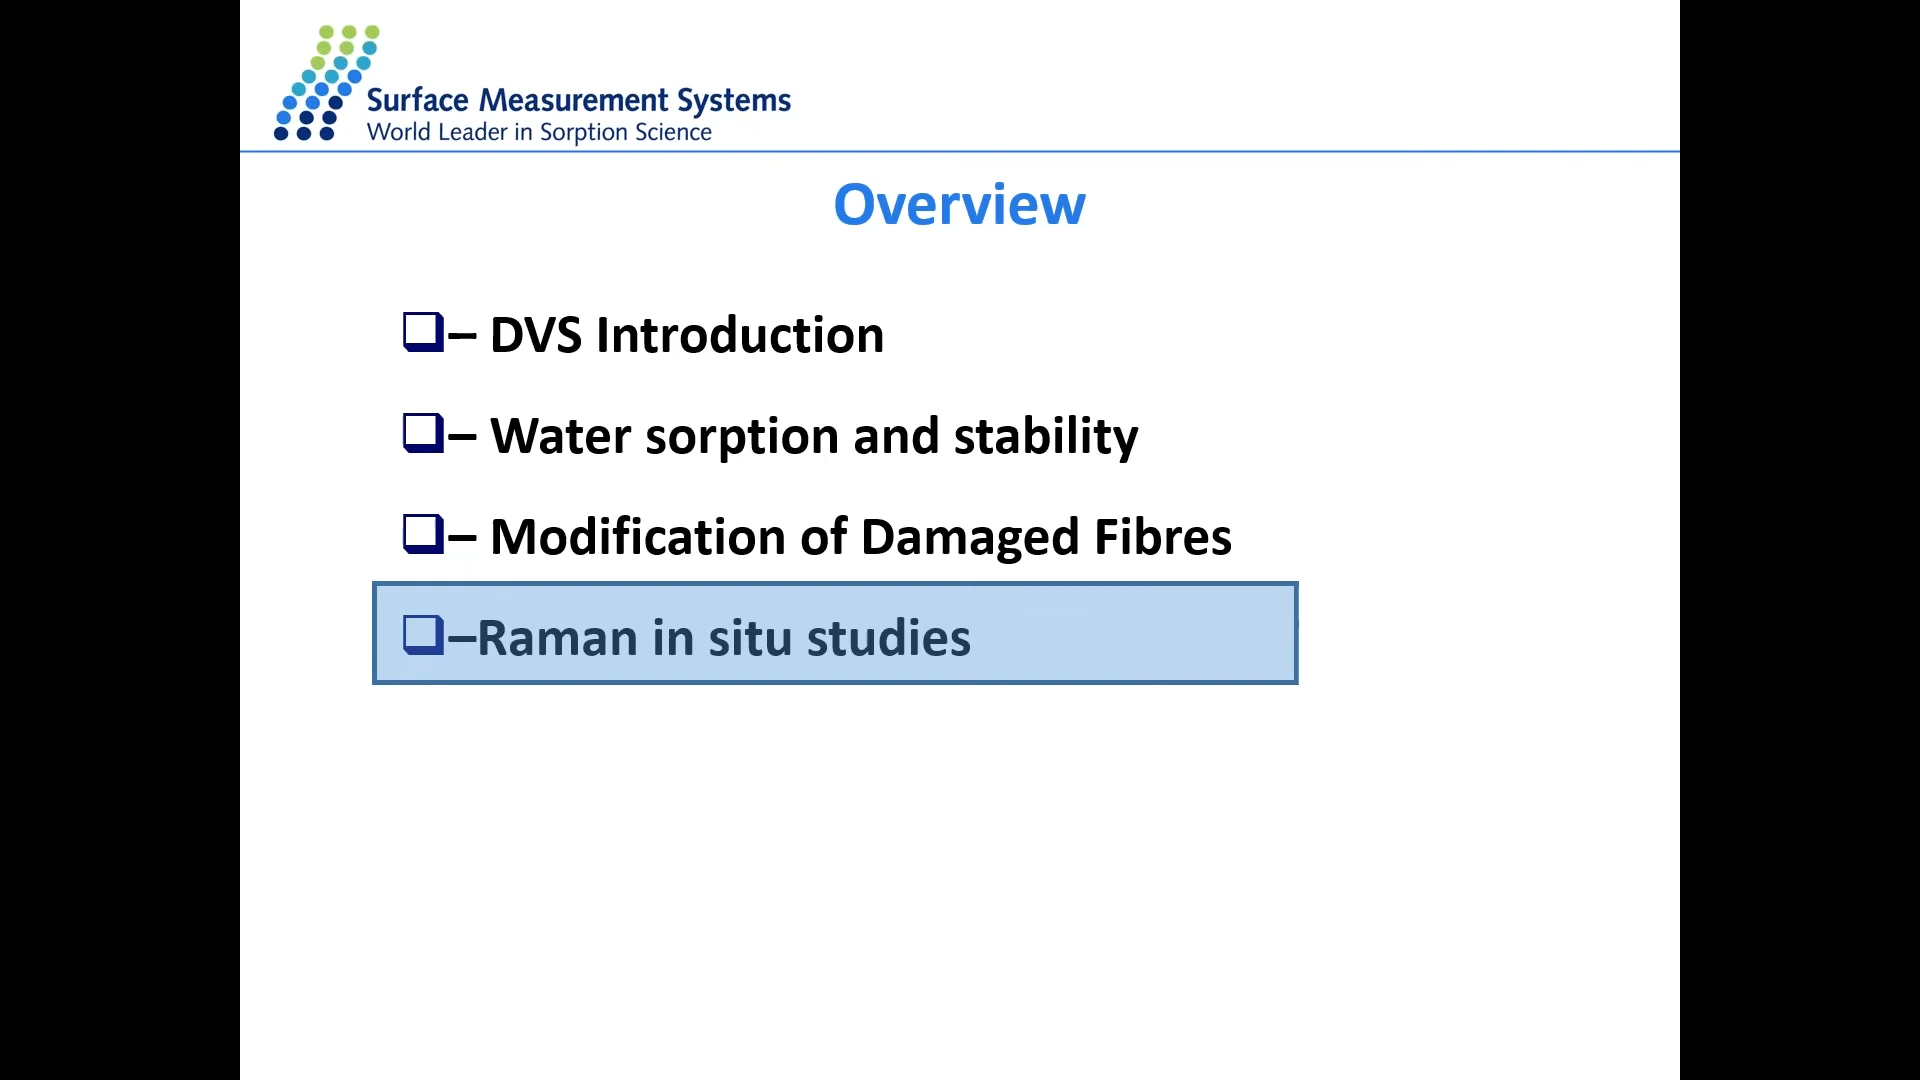 Surface Measurement Systems
World Leader in Sorption Science
Overview
❑– DVS Introduction
❑– Water sorption and stability
❑– Modification of Damaged Fibres
❑–Raman in situ studies